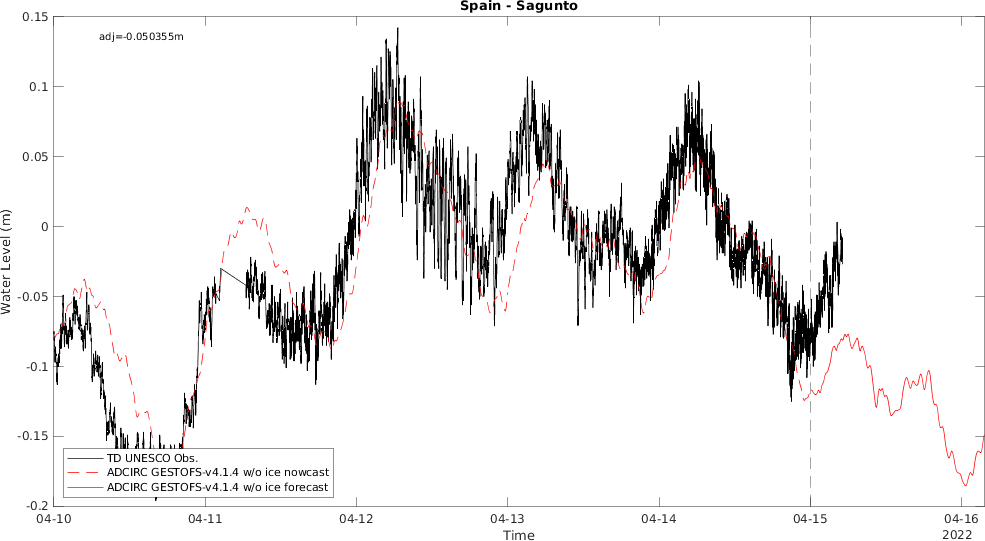 Spain - Sagunto
adj=-0.050355m
0.15
0.1
0.05
0
-0.05
-0.1
-0.15
-0.2
Water Level (m)
TD UNESCO Obs.
ADCIRC GESTOFS-v4.1.4 w/o ice nowcast
ADCIRC GESTOFS-v4.1.4 w/o ice forecast
04-10 04-11 04-12 04-13 04-14 04-15 04-16
Time 2022